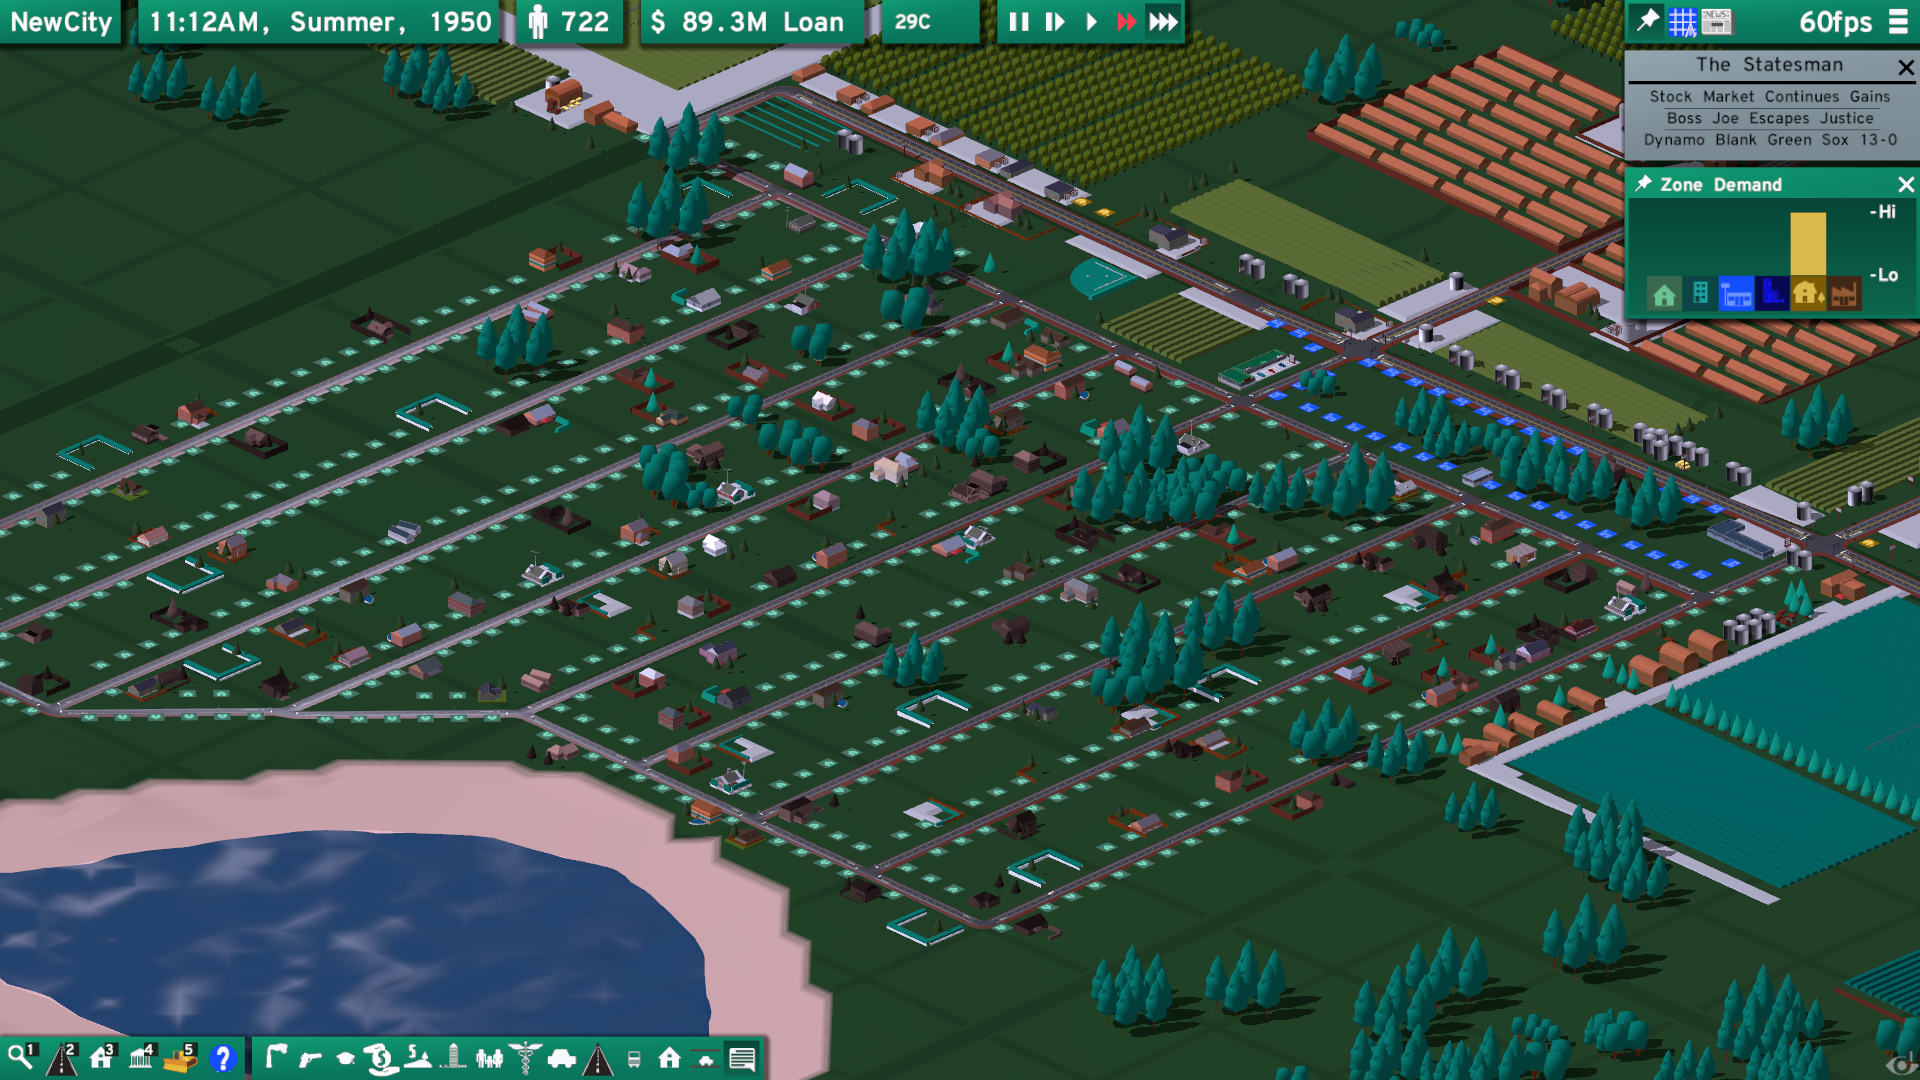 NewCity
11:12AM, Summer, 1950
722
$ 89.3M Loan
29C
NEWS
60fps
The Statesman
Stock Market Continues Gains
Boss Joe Escapes Justice
Dynamo Blank Green Sox 13-0
Zone Demand
-Hi
-Lo
1
2
3
4
5
?